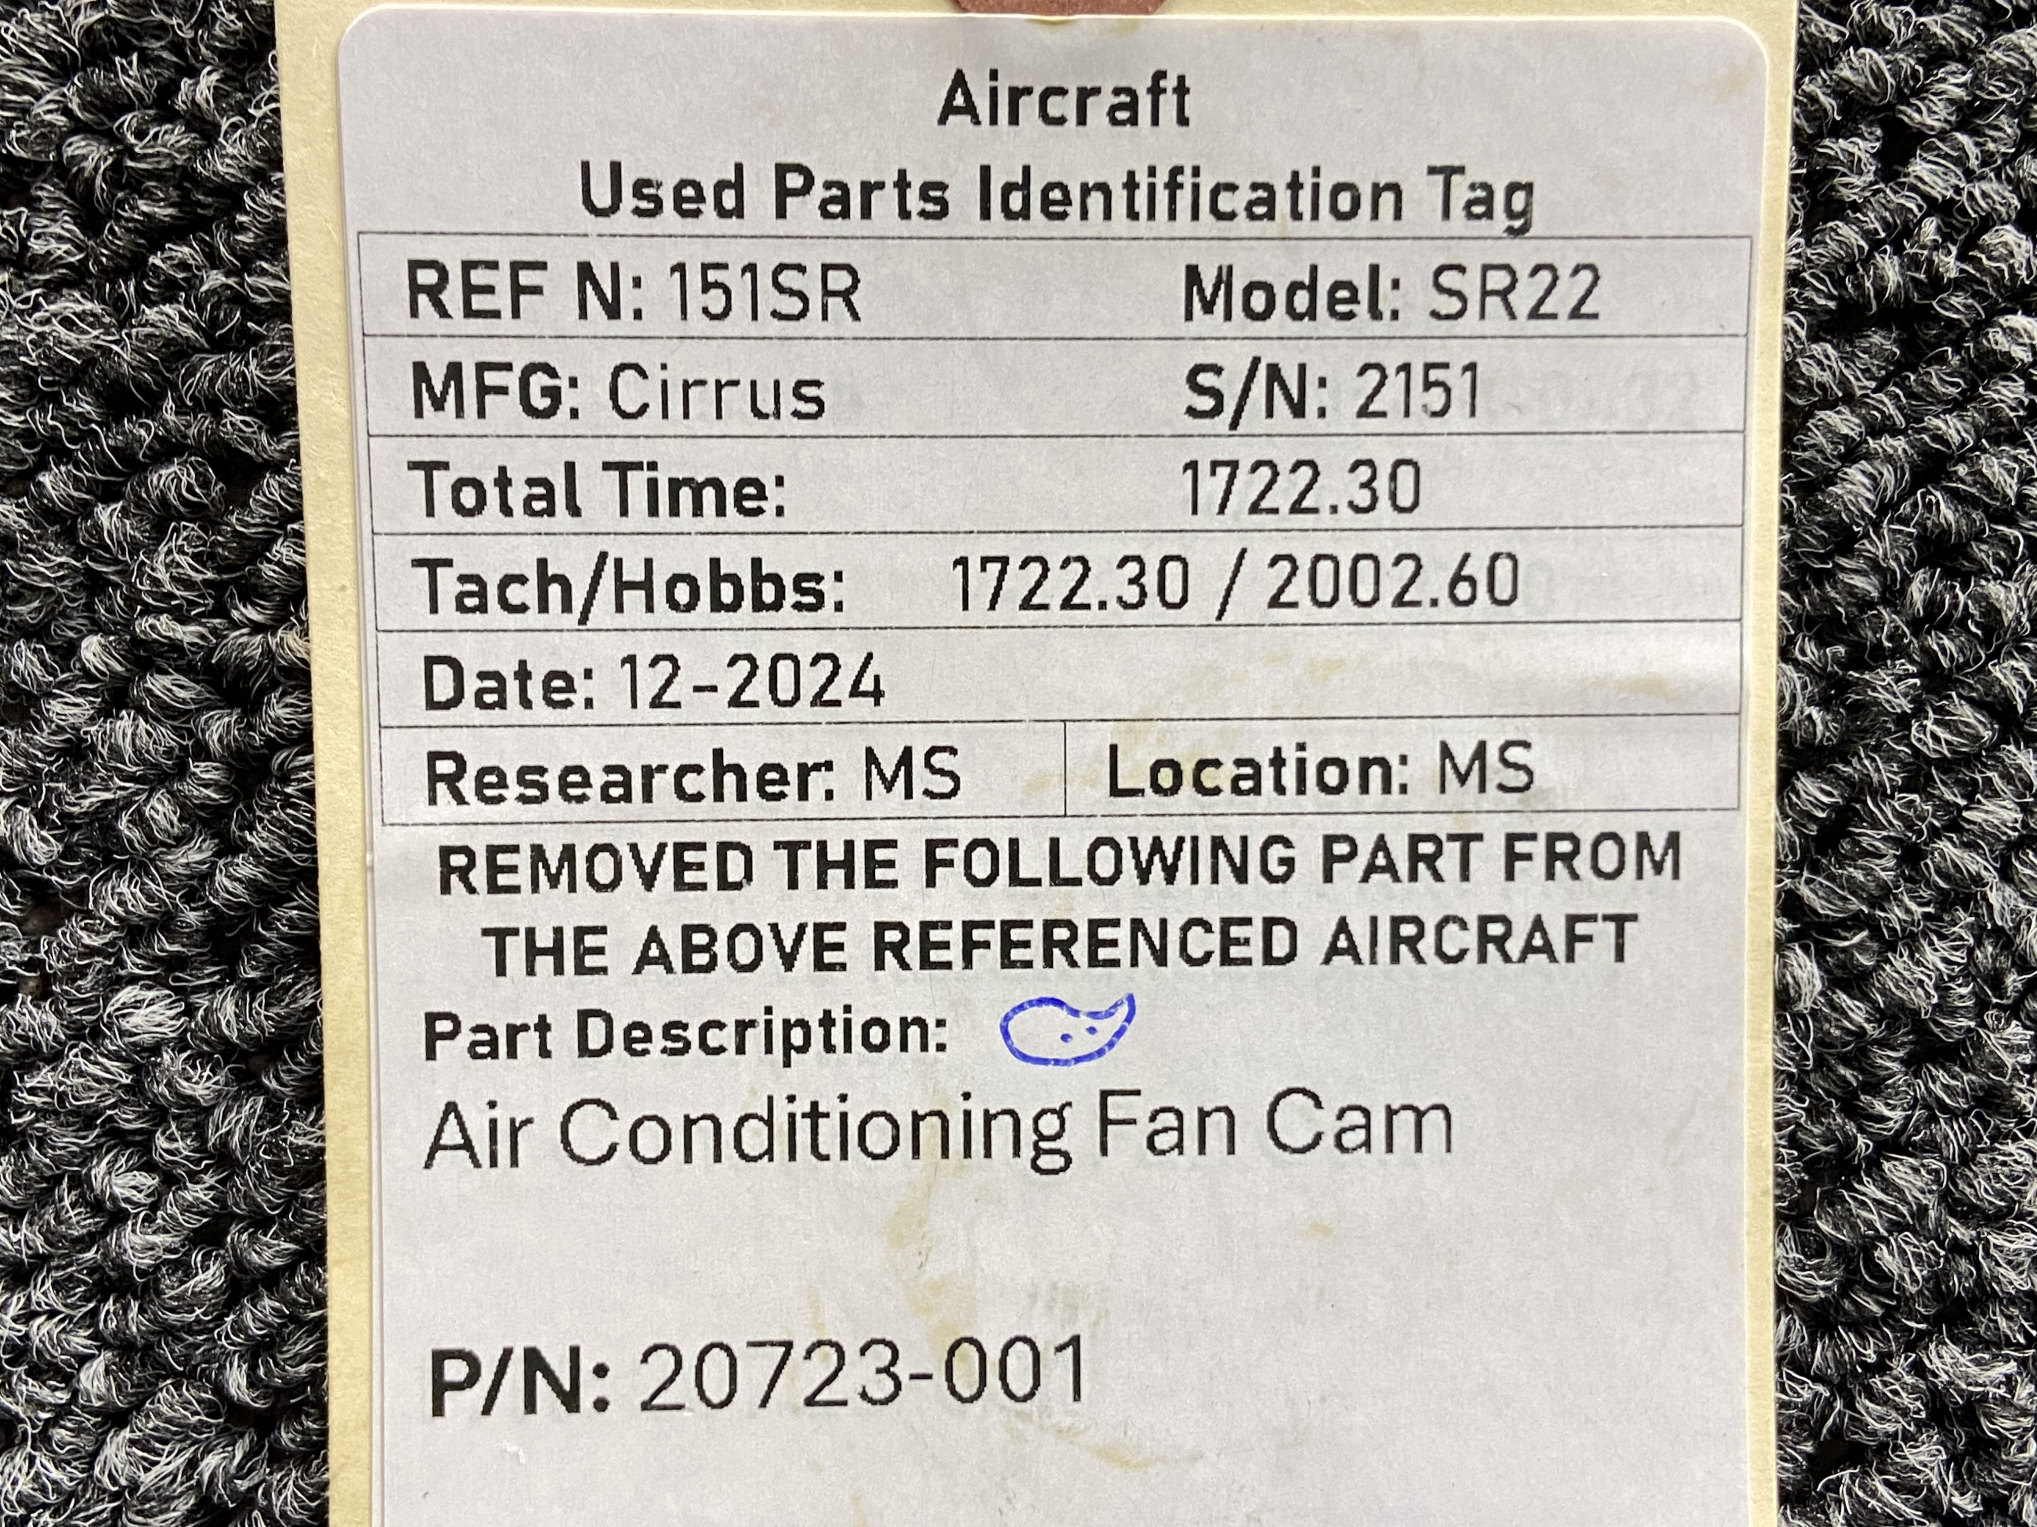 Aircraft
Used Parts Identification Tag
REF N: 151SR Model: SR22
MFG: Cirrus S/N: 2151
Total Time: 1722.30
Tach/Hobbs: 1722.30 / 2002.60
Date: 12-2024
Researcher: MS Location: MS
REMOVED THE FOLLOWING PART FROM
THE ABOVE REFERENCED AIRCRAFT
Part Description:
Air Conditioning Fan Cam
P/N: 20723-001